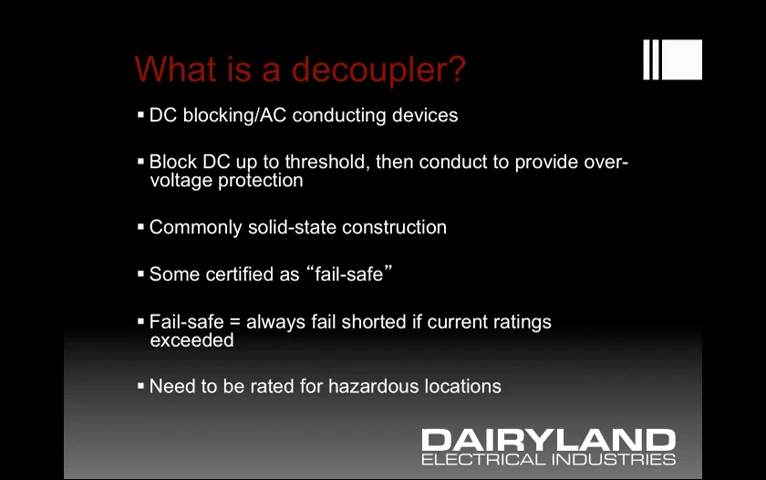 What is a decoupler?
▪ DC blocking/AC conducting devices
▪ Block DC up to threshold, then conduct to provide over-
voltage protection
▪ Commonly solid-state construction
▪ Some certified as “fail-safe”
▪ Fail-safe = always fail shorted if current ratings
exceeded
▪ Need to be rated for hazardous locations
DAIRYLAND
ELECTRICAL INDUSTRIES